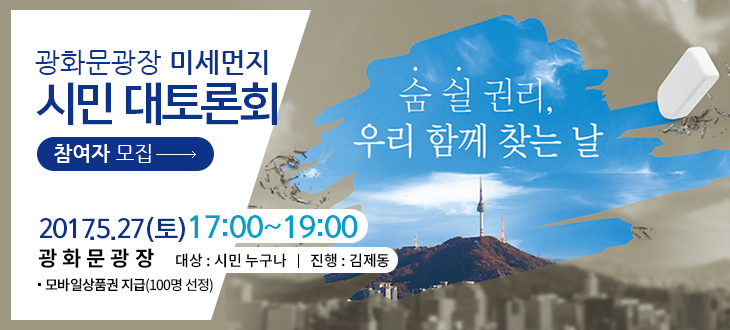 광화문광장 미세먼지
시민 대토론회
참여자 모집
숨 쉴 권리,
우리 함께 찾는 날
2017.5.27(토) 17:00~19:00
광화문광장 대상 : 시민 누구나 | 진행 : 김제동
• 모바일상품권 지급(100명 선정)